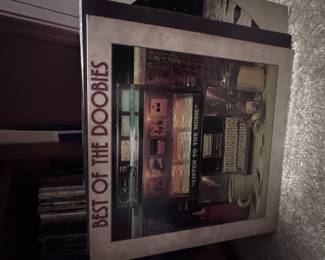 BEST OF THE DOOBIES
"LISTEN TO THE MUSIC"